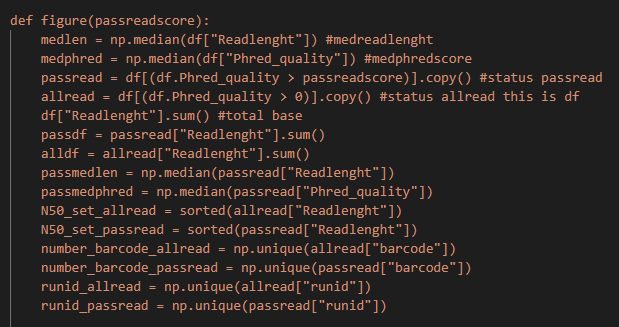 def figure(passreadscore):
    medlen = np.median(df["Readlenght"]) #medreadlenght
    medphred = np.median(df["Phred_quality"]) #medphredscore
    passread = df[(df.Phred_quality > passreadscore)].copy() #status passread
    allread = df[(df.Phred_quality > 0)].copy() #status allread this is df
    df["Readlenght"].sum() #total base
    passdf = passread["Readlenght"].sum()
    alldf = allread["Readlenght"].sum()
    passmedlen = np.median(passread["Readlenght"])
    passmedphred = np.median(passread["Phred_quality"])
    N50_set_allread = sorted(allread["Readlenght"])
    N50_set_passread = sorted(passread["Readlenght"])
    number_barcode_allread = np.unique(allread["barcode"])
    number_barcode_passread = np.unique(passread["barcode"])
    runid_allread = np.unique(allread["runid"])
    runid_passread = np.unique(passread["runid"])